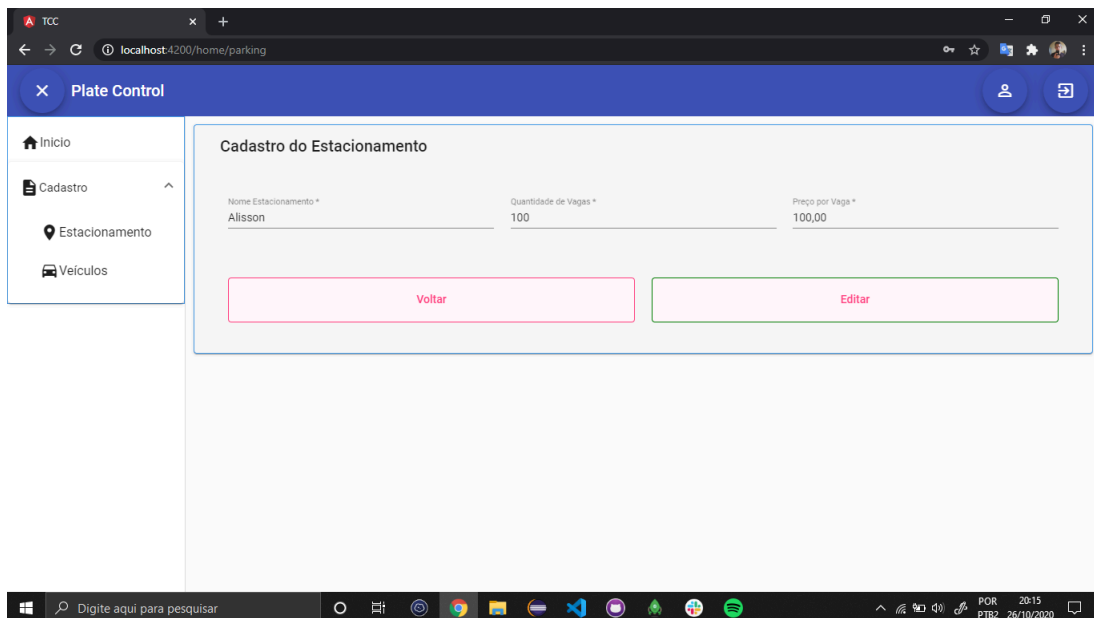 TCC
localhost:4200/home/parking
Plate Control
Inicio
Cadastro
Estacionamento
Veículos
Cadastro do Estacionamento
Nome Estacionamento *
Alisson
Quantidade de Vagas *
100
Preço por Vaga *
100,00
Voltar
Editar
Digite aqui para pesquisar
POR
PTB2
20:15
26/10/2020